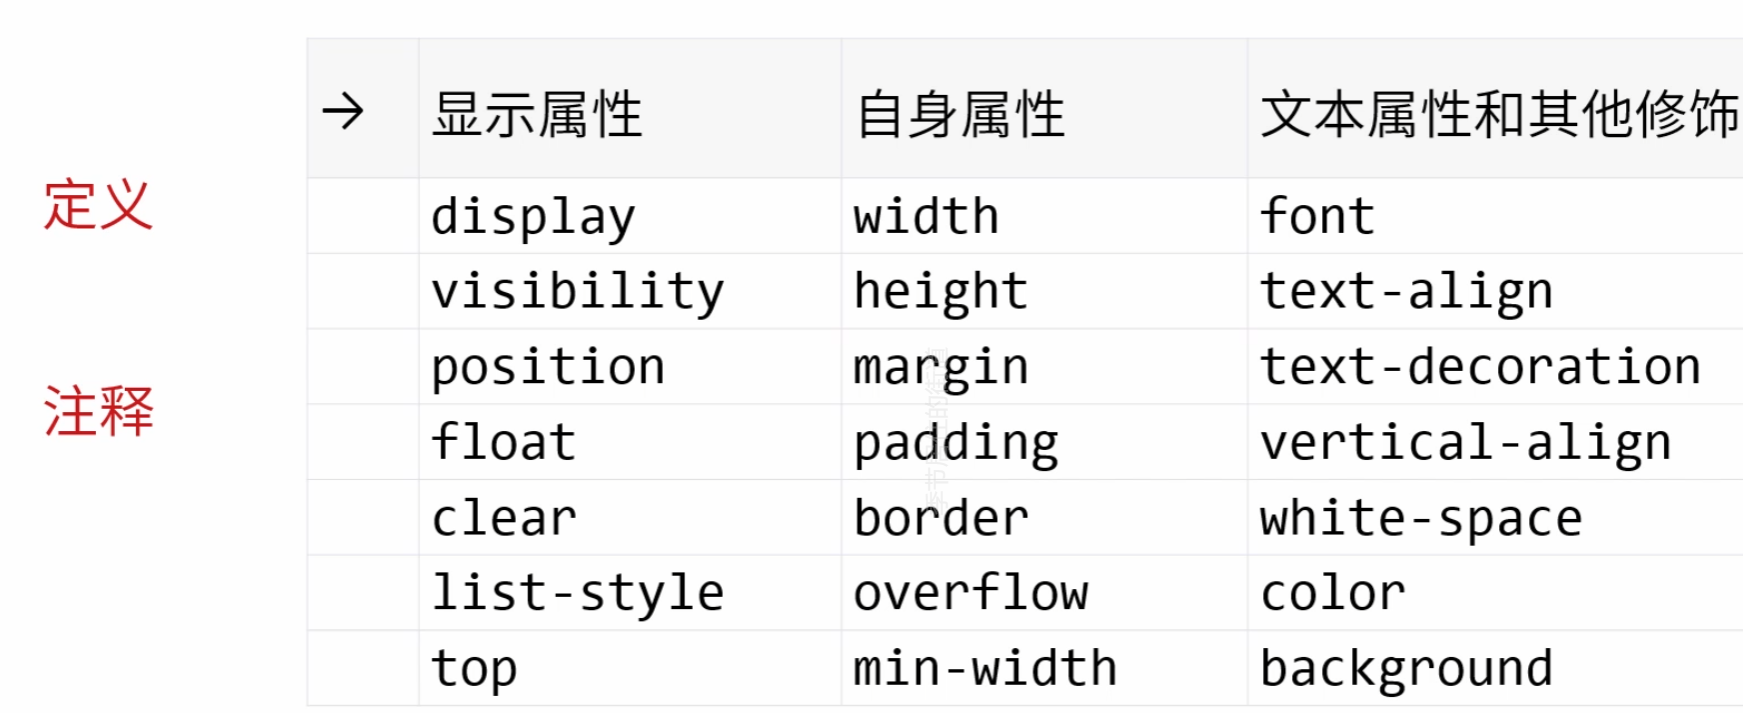 定义
注释
→ 显示属性 自身属性 文本属性和其他修饰
display width font
visibility height text-align
position margin text-decoration
float padding vertical-align
clear border white-space
list-style overflow color
top min-width background